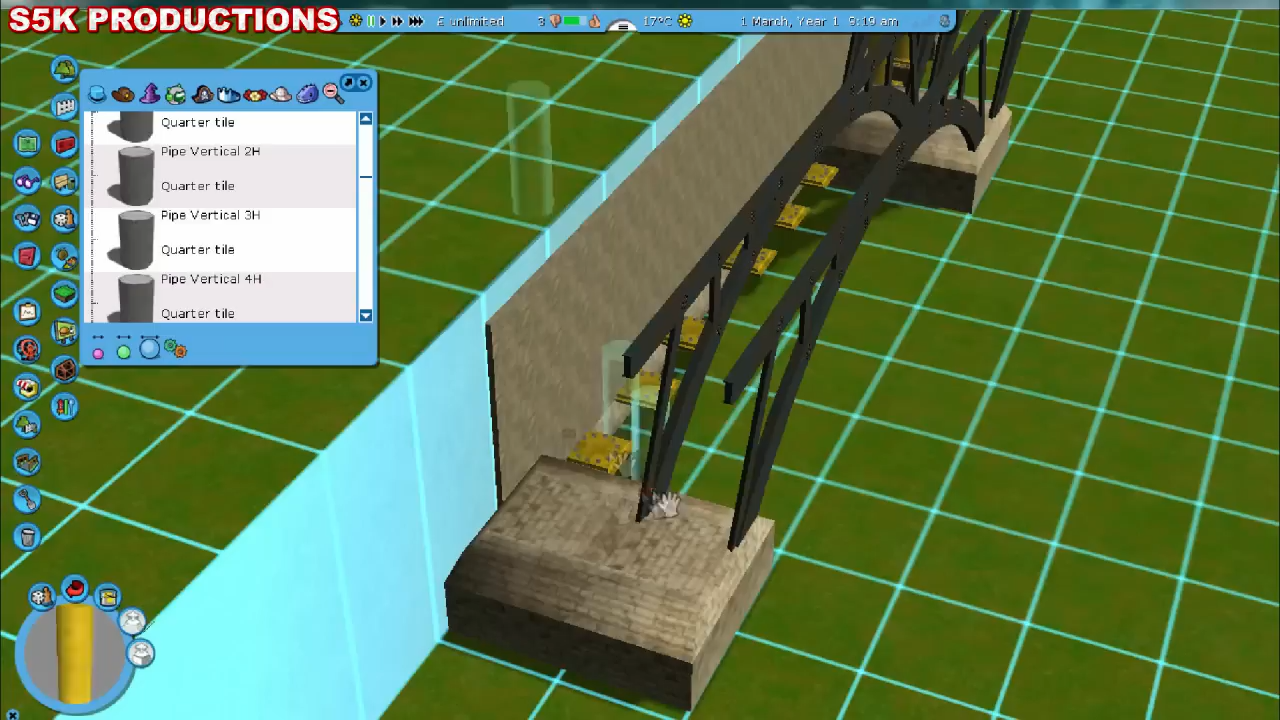 S5K PRODUCTIONS
£ unlimited
3
17°C
1 March, Year 1 9:19 am
Quarter tile
Pipe Vertical 2H
Quarter tile
Pipe Vertical 3H
Quarter tile
Pipe Vertical 4H
Quarter tile